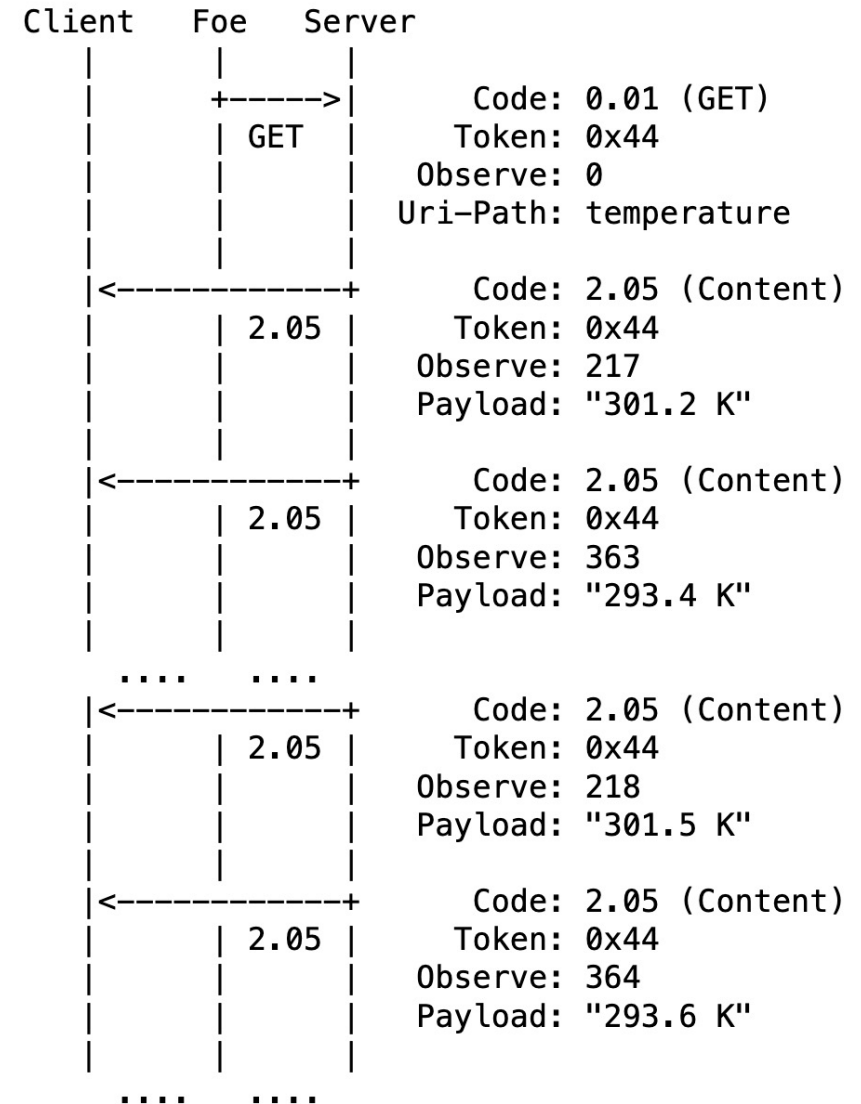 Client   Foe   Server
   |      |      |
   |      +----->|      Code: 0.01 (GET)
   |      | GET  |     Token: 0x44
   |      |      |   Observe: 0
   |      |      |  Uri-Path: temperature
   |      |      |
   |<------------+      Code: 2.05 (Content)
   |      | 2.05 |     Token: 0x44
   |      |      |   Observe: 217
   |      |      |   Payload: "301.2 K"
   |      |      |
   |<------------+      Code: 2.05 (Content)
   |      | 2.05 |     Token: 0x44
   |      |      |   Observe: 363
   |      |      |   Payload: "293.4 K"
   |      |      |
     ....   ....
   |<------------+      Code: 2.05 (Content)
   |      | 2.05 |     Token: 0x44
   |      |      |   Observe: 218
   |      |      |   Payload: "301.5 K"
   |      |      |
   |<------------+      Code: 2.05 (Content)
   |      | 2.05 |     Token: 0x44
   |      |      |   Observe: 364
   |      |      |   Payload: "293.6 K"
   |      |      |
     ....   ....